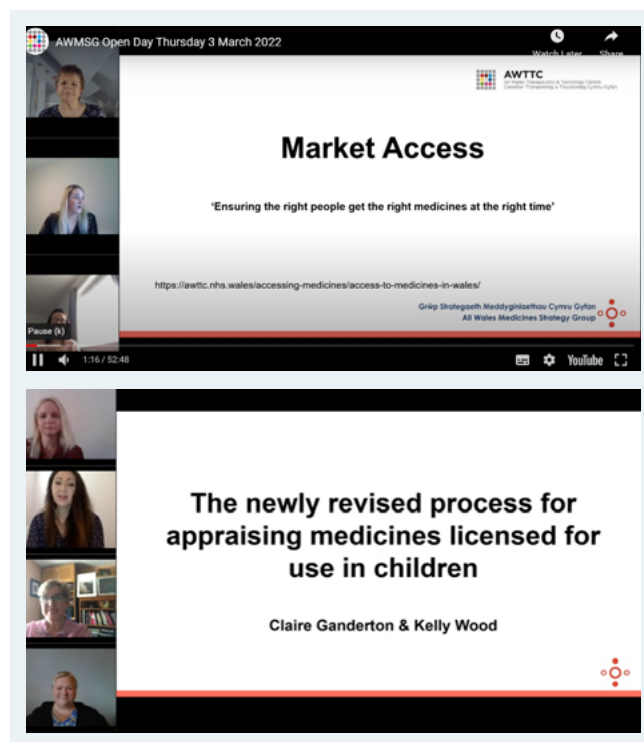 AWMSG Open Day Thursday 3 March 2022
Watch Later Share
AWTTC
All Wales Therapeutics & Toxicology Centre
Canolfan Therapiwteg a Thocsicoleg Cymru Gyfan
Market Access
‘Ensuring the right people get the right medicines at the right time’
https://awttc.nhs.wales/accessing-medicines/access-to-medicines-in-wales/
Grŵp Strategaeth Meddyginiaethau Cymru Gyfan
All Wales Medicines Strategy Group
Pause (k)
1:16 / 52:48
YouTube
The newly revised process for
appraising medicines licensed for
use in children
Claire Ganderton & Kelly Wood